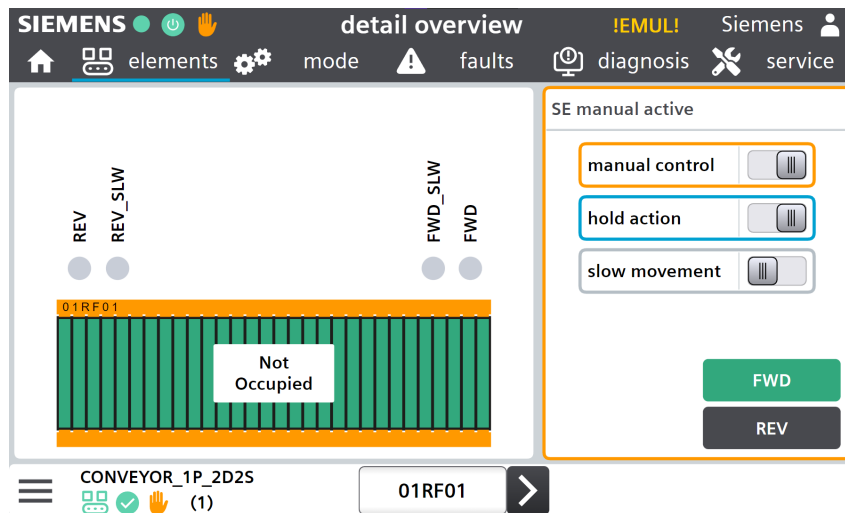 SIEMENS detail overview !EMUL! Siemens
elements mode faults diagnosis service
SE manual active
manual control
hold action
slow movement
REV
REV_SLW
FWD_SLW
FWD
01RF01
Not
Occupied
FWD
REV
CONVEYOR_1P_2D2S
(1)
01RF01